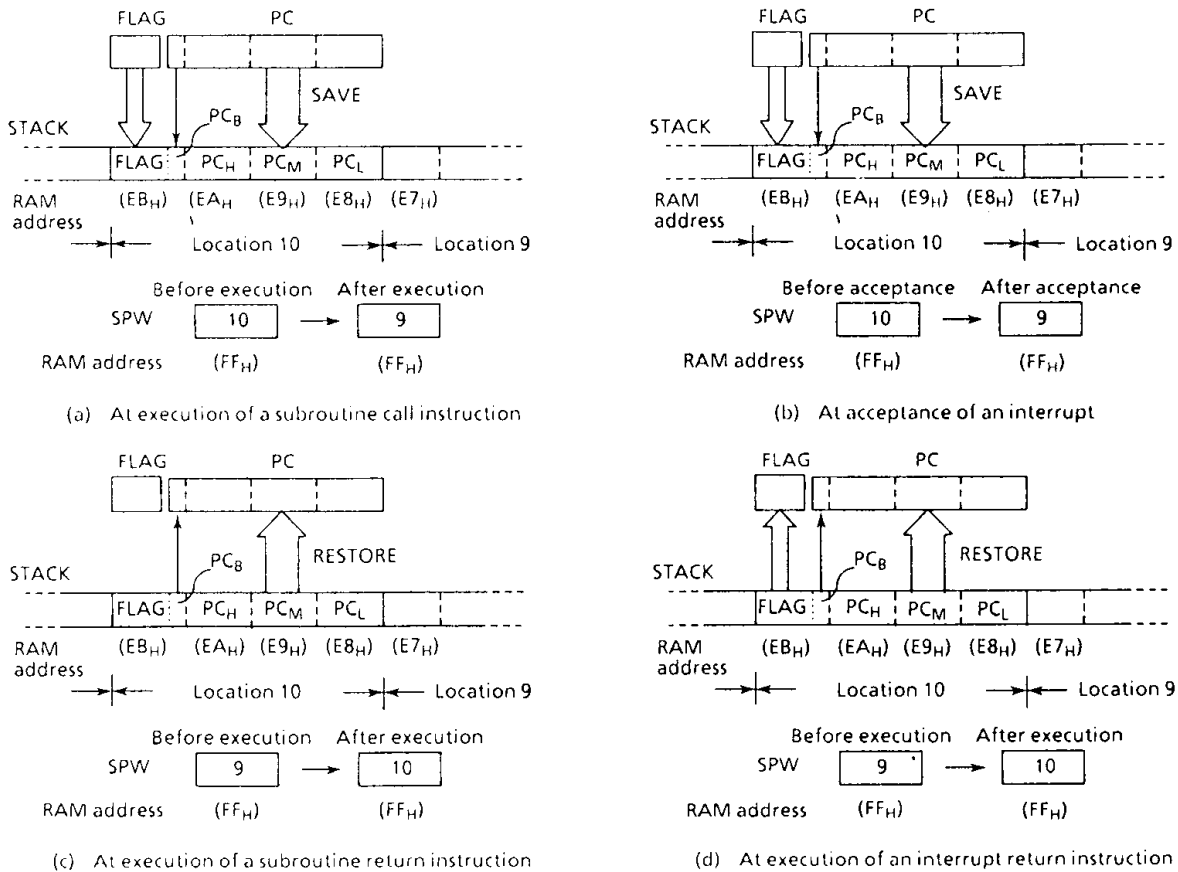 FLAG PC
SAVE
PCB
STACK
FLAG PCH PCM PCL
RAM address (EBH) (EAH (E9H) (E8H) (E7H)
Location 10 Location 9
Before execution After execution
SPW 10 9
RAM address (FFH) (FFH)
(a) At execution of a subroutine call instruction
FLAG PC
SAVE
PCB
STACK
FLAG PCH PCM PCL
RAM address (EBH) (EAH (E9H) (E8H) (E7H)
Location 10 Location 9
Before acceptance After acceptance
SPW 10 9
RAM address (FFH) (FFH)
(b) At acceptance of an interrupt
FLAG PC
RESTORE
PCB
STACK
FLAG PCH PCM PCL
RAM address (EBH) (EAH) (E9H) (E8H) (E7H)
Location 10 Location 9
Before execution After execution
SPW 9 10
RAM address (FFH) (FFH)
(c) At execution of a subroutine return instruction
FLAG PC
RESTORE
PCB
STACK
FLAG PCH PCM PCL
RAM address (EBH) (EAH) (E9H) (E8H) (E7H)
Location 10 Location 9
Before execution After execution
SPW 9 10
RAM address (FFH) (FFH)
(d) At execution of an interrupt return instruction